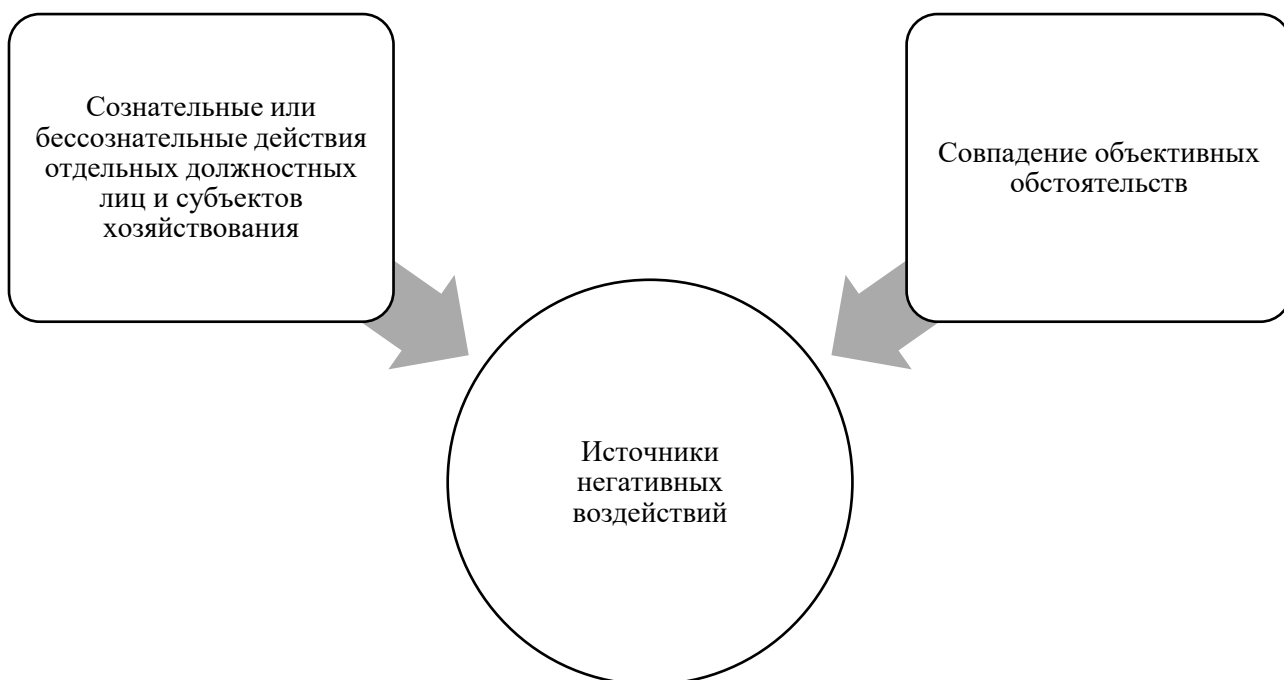 Сознательные или
бессознательные действия
отдельных должностных
лиц и субъектов
хозяйствования
Совпадение объективных
обстоятельств
Источники
негативных
воздействий